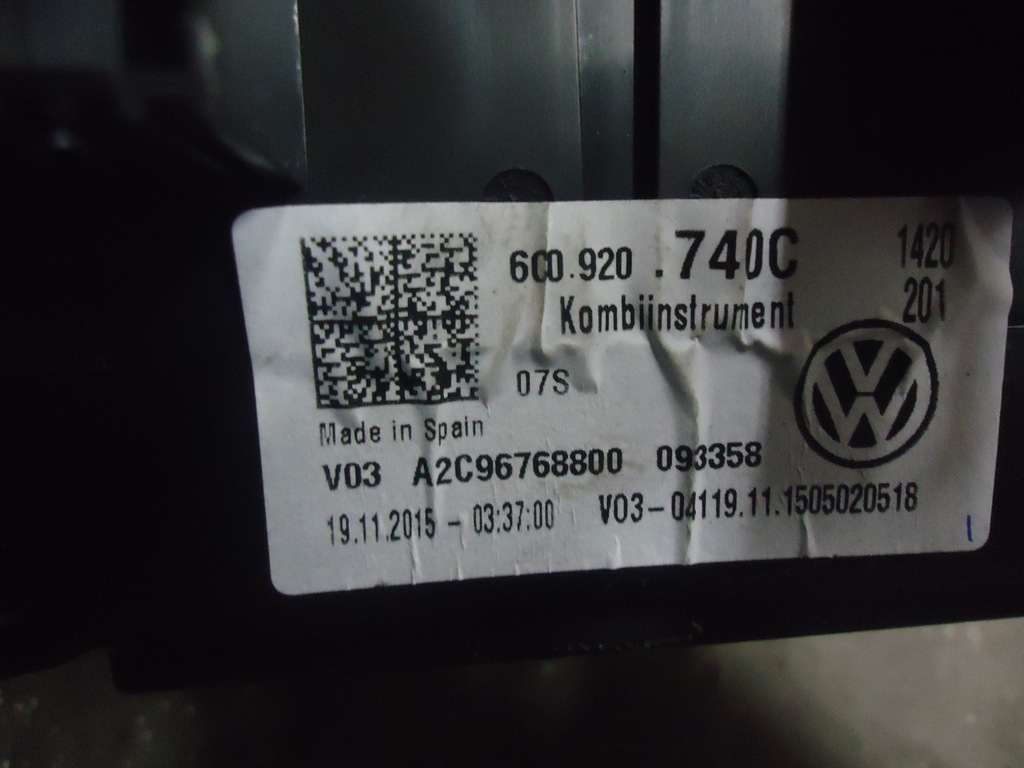 6C0.920 .740C 1420
Kombiinstrument 201
07S
Made in Spain
V03 A2C96768800 093358
19.11.2015 - 03:37:00 V03-04119.11.1505020518